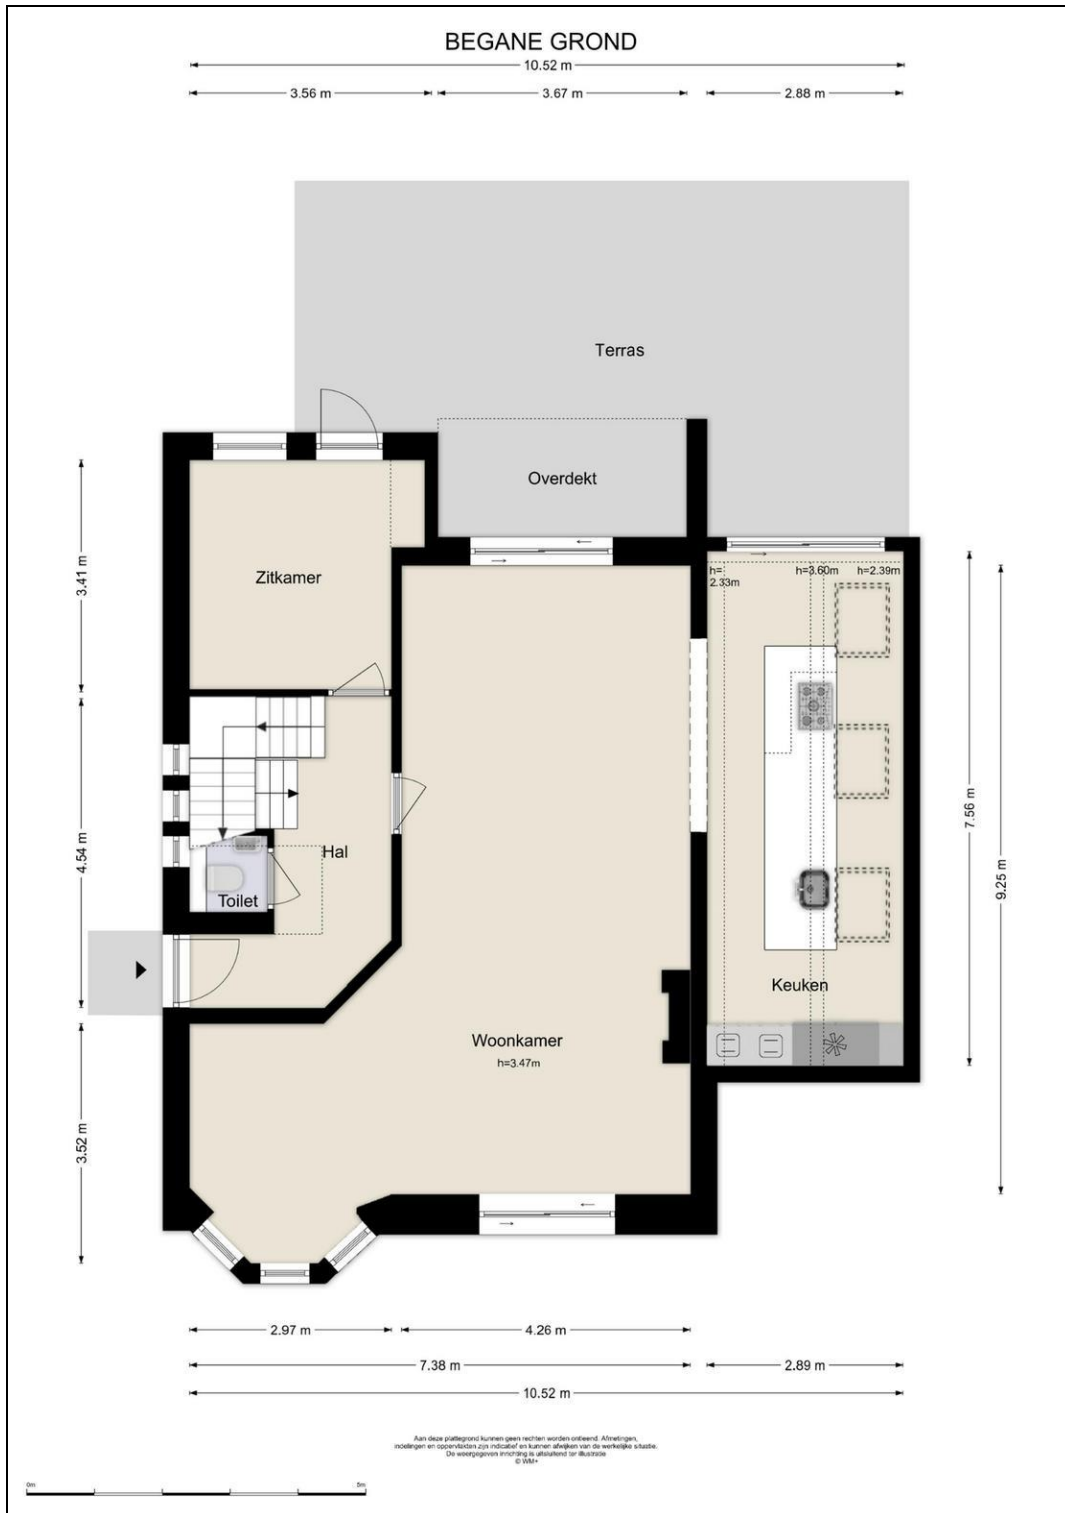 BEGANE GROND
10.52 m
3.56 m
3.67 m
2.88 m
Terras
Overdekt
Zitkamer
3.41 m
h=
2.33m
h=3.60m
h=2.39m
4.54 m
Hal
Toilet
7.56 m
9.25 m
Keuken
Woonkamer
h=3.47m
3.52 m
2.97 m
4.26 m
7.38 m
2.89 m
10.52 m
Aan deze plattegrond kunnen geen rechten worden ontleend. Afmetingen,
indelingen en oppervlakten zijn indicatief en kunnen afwijken van de werkelijke situatie.
De weergegeven inrichting is uitsluitend ter illustratie
© WM+
0m
5m